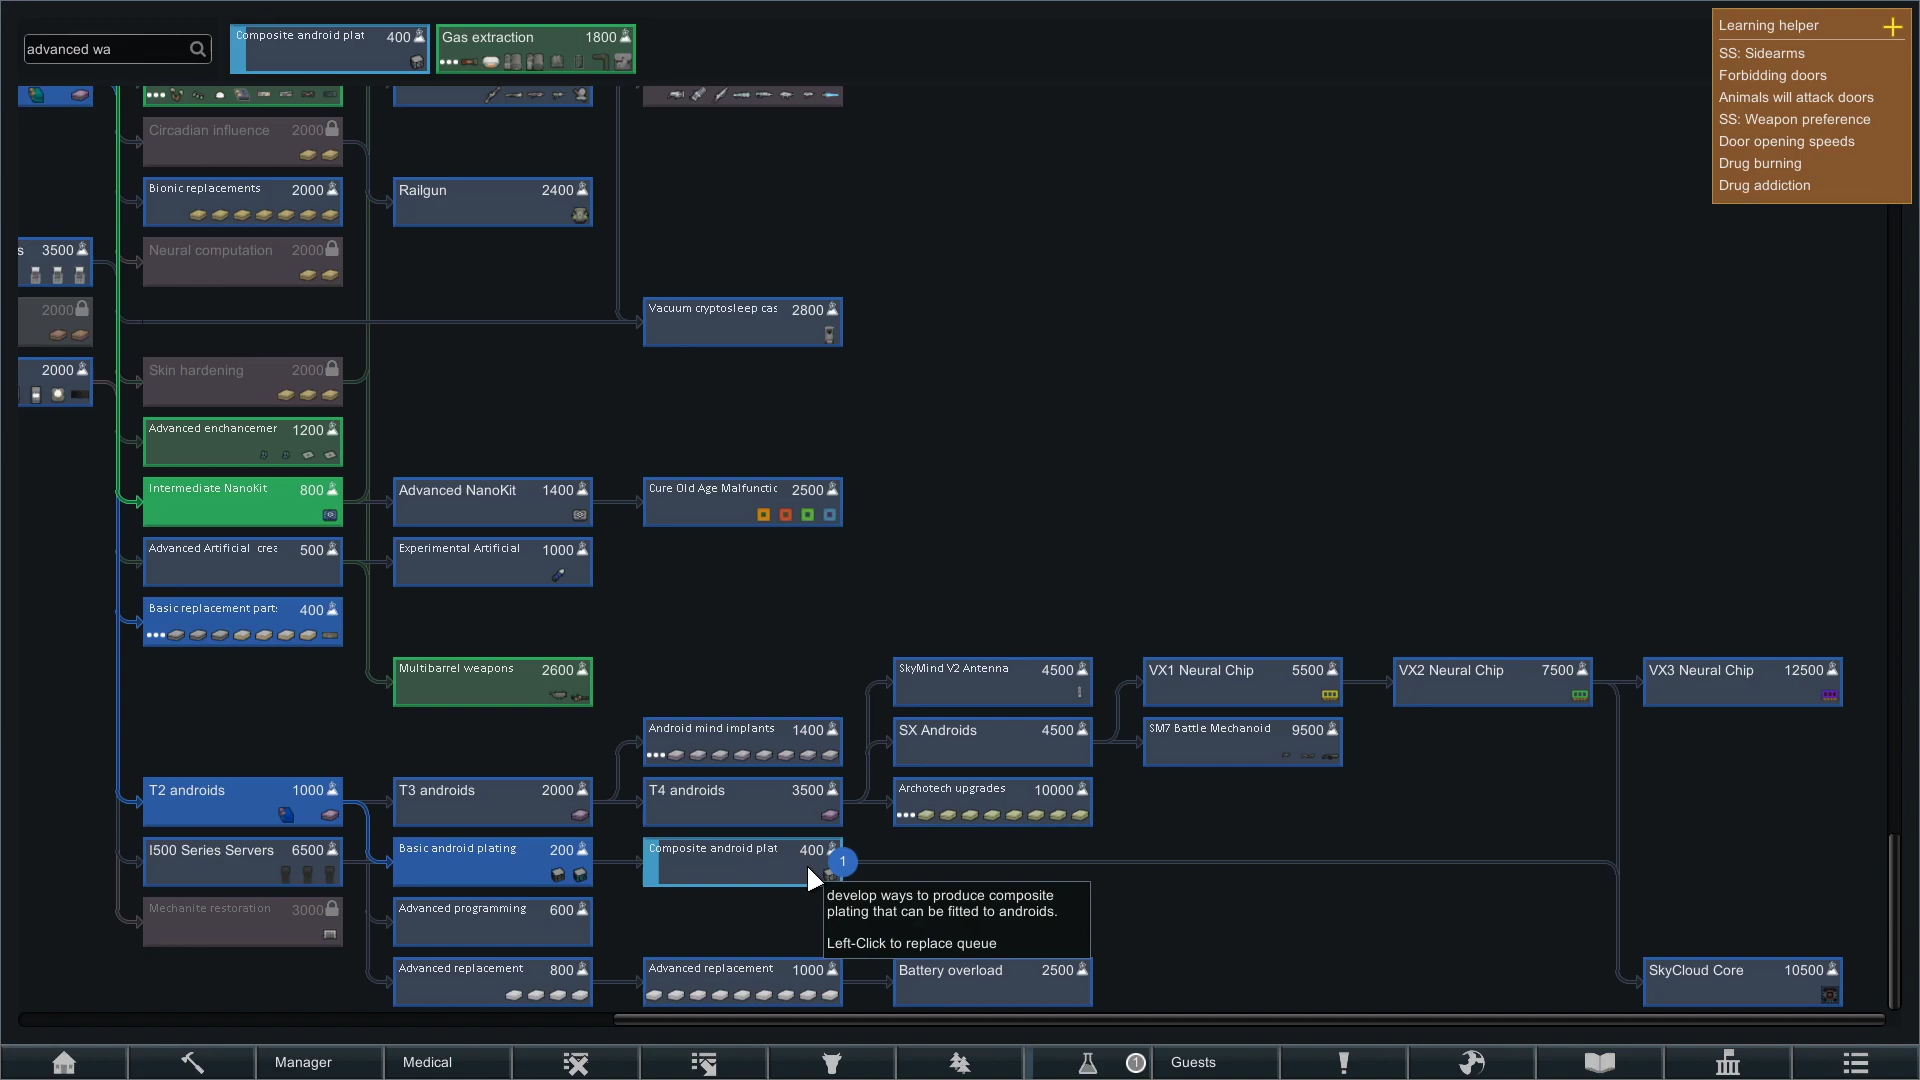 advanced wa
Composite android plat 400
Gas extraction 1800
Learning helper
SS: Sidearms
Forbidding doors
Animals will attack doors
SS: Weapon preference
Door opening speeds
Drug burning
Drug addiction
Circadian influence 2000
Bionic replacements 2000
Railgun 2400
s 3500
Neural computation 2000
2000
Vacuum cryptosleep cas 2800
2000
Skin hardening 2000
Advanced enchancemer 1200
Intermediate NanoKit 800
Advanced NanoKit 1400
Cure Old Age Malfunctic 2500
Advanced Artificial crea 500
Experimental Artificial 1000
Basic replacement part: 400
Multibarrel weapons 2600
SkyMind V2 Antenna 4500
VX1 Neural Chip 5500
VX2 Neural Chip 7500
VX3 Neural Chip 12500
Android mind implants 1400
SX Androids 4500
SM7 Battle Mechanoid 9500
T2 androids 1000
T3 androids 2000
T4 androids 3500
Archotech upgrades 10000
I500 Series Servers 6500
Basic android plating 200
Composite android plat 400
1
develop ways to produce composite
plating that can be fitted to androids.
Left-Click to replace queue
Mechanite restoration 3000
Advanced programming 600
Advanced replacement 800
Advanced replacement 1000
Battery overload 2500
SkyCloud Core 10500
Manager
Medical
1
Guests